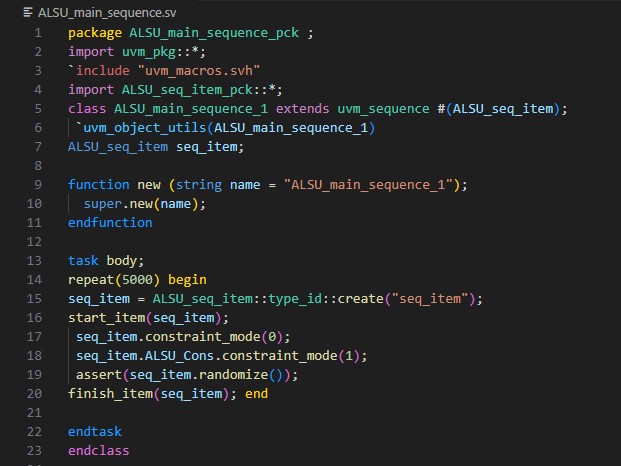 ALSU_main_sequence.sv
1 package ALSU_main_sequence_pck ;
2 import uvm_pkg::*;
3 `include "uvm_macros.svh"
4 import ALSU_seq_item_pck::*;
5 class ALSU_main_sequence_1 extends uvm_sequence #(ALSU_seq_item);
6 `uvm_object_utils(ALSU_main_sequence_1)
7 ALSU_seq_item seq_item;
8
9 function new (string name = "ALSU_main_sequence_1");
10 super.new(name);
11 endfunction
12
13 task body;
14 repeat(5000) begin
15 seq_item = ALSU_seq_item::type_id::create("seq_item");
16 start_item(seq_item);
17 seq_item.constraint_mode(0);
18 seq_item.ALSU_Cons.constraint_mode(1);
19 assert(seq_item.randomize());
20 finish_item(seq_item); end
21
22 endtask
23 endclass